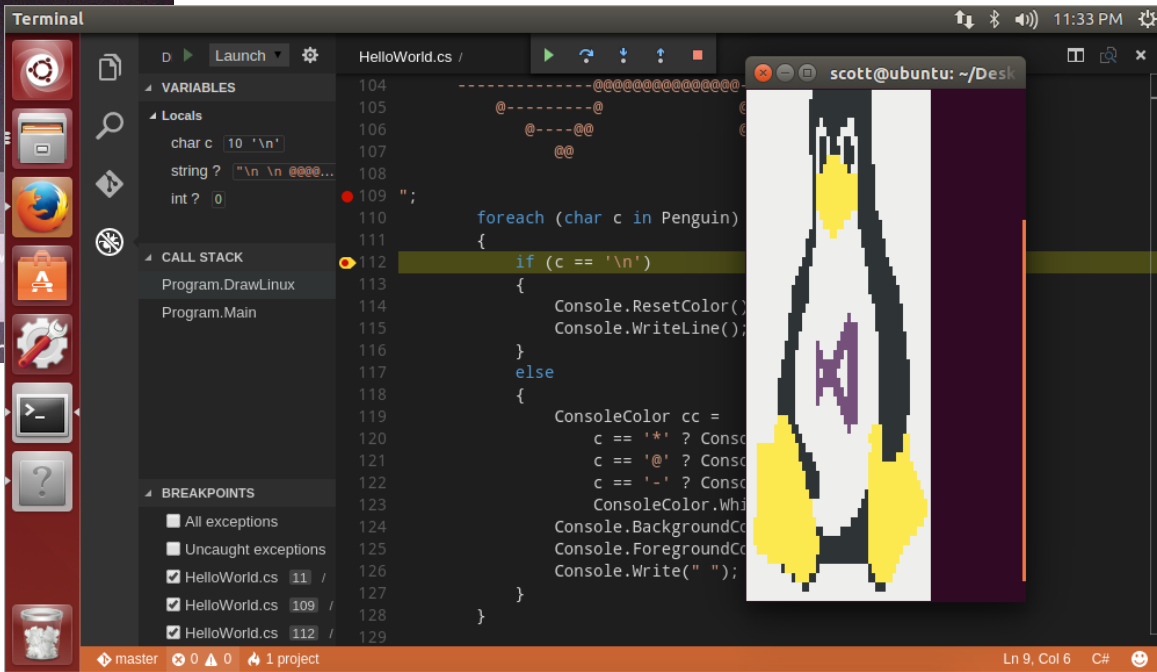 Terminal
11:33 PM
D Launch
VARIABLES
Locals
char c 10 '\n'
string ? "\n \n @@@@...
int ? 0
CALL STACK
Program.DrawLinux
Program.Main
BREAKPOINTS
All exceptions
Uncaught exceptions
HelloWorld.cs 11 /
HelloWorld.cs 109 /
HelloWorld.cs 112 /
HelloWorld.cs /
104 --------------@@@@@@@@@@@@@@@-
105 @---------@ @
106 @----@@ @
107 @@
108
109 ";
110 foreach (char c in Penguin)
111 {
112 if (c == '\n')
113 {
114 Console.ResetColor()
115 Console.WriteLine();
116 }
117 else
118 {
119 ConsoleColor cc =
120 c == '*' ? Conso
121 c == '@' ? Conso
122 c == '-' ? Conso
123 ConsoleColor.Whi
124 Console.BackgroundCo
125 Console.ForegroundCo
126 Console.Write(" ");
127 }
128 }
129
scott@ubuntu: ~/Desk
master 0 0 1 project
Ln 9, Col 6 C#